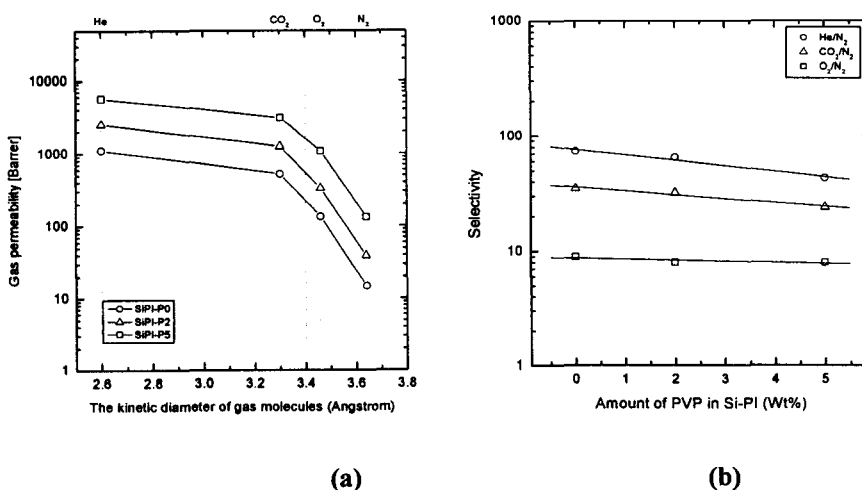 He CO2 O2 N2
10000
1000
100
10
1
Gas permeability [Barrer]
SiPI-P0
SiPI-P2
SiPI-P5
2.6 2.8 3.0 3.2 3.4 3.6 3.8
The kinetic diameter of gas molecules (Angstrom)
(a)
1000
100
10
1
Selectivity
He/N2
CO2/N2
O2/N2
0 1 2 3 4 5
Amount of PVP in Si-PI (Wt%)
(b)